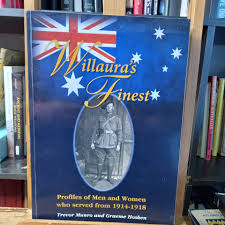 Willaura's
Finest
Profiles of Men and Women
who served from 1914-1918
Trevor Munro and Graeme Hosken